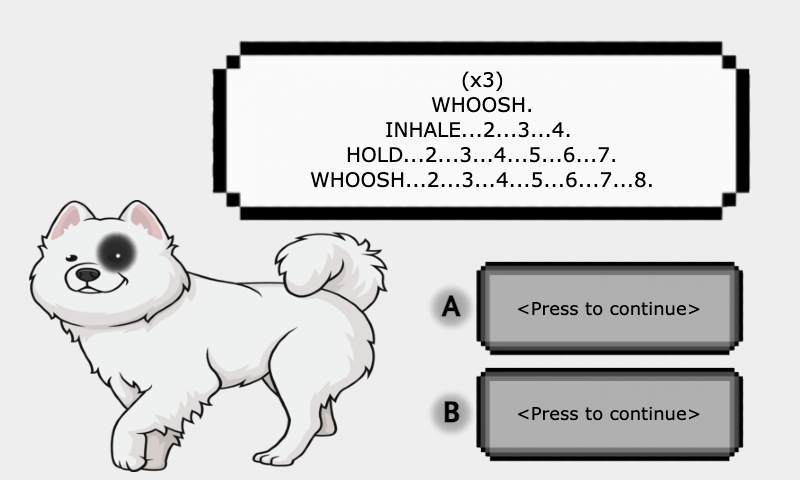 (x3)
WHOOSH.
INHALE...2...3...4.
HOLD...2...3...4...5...6...7.
WHOOSH...2...3...4...5...6...7...8.
A
<Press to continue>
B
<Press to continue>